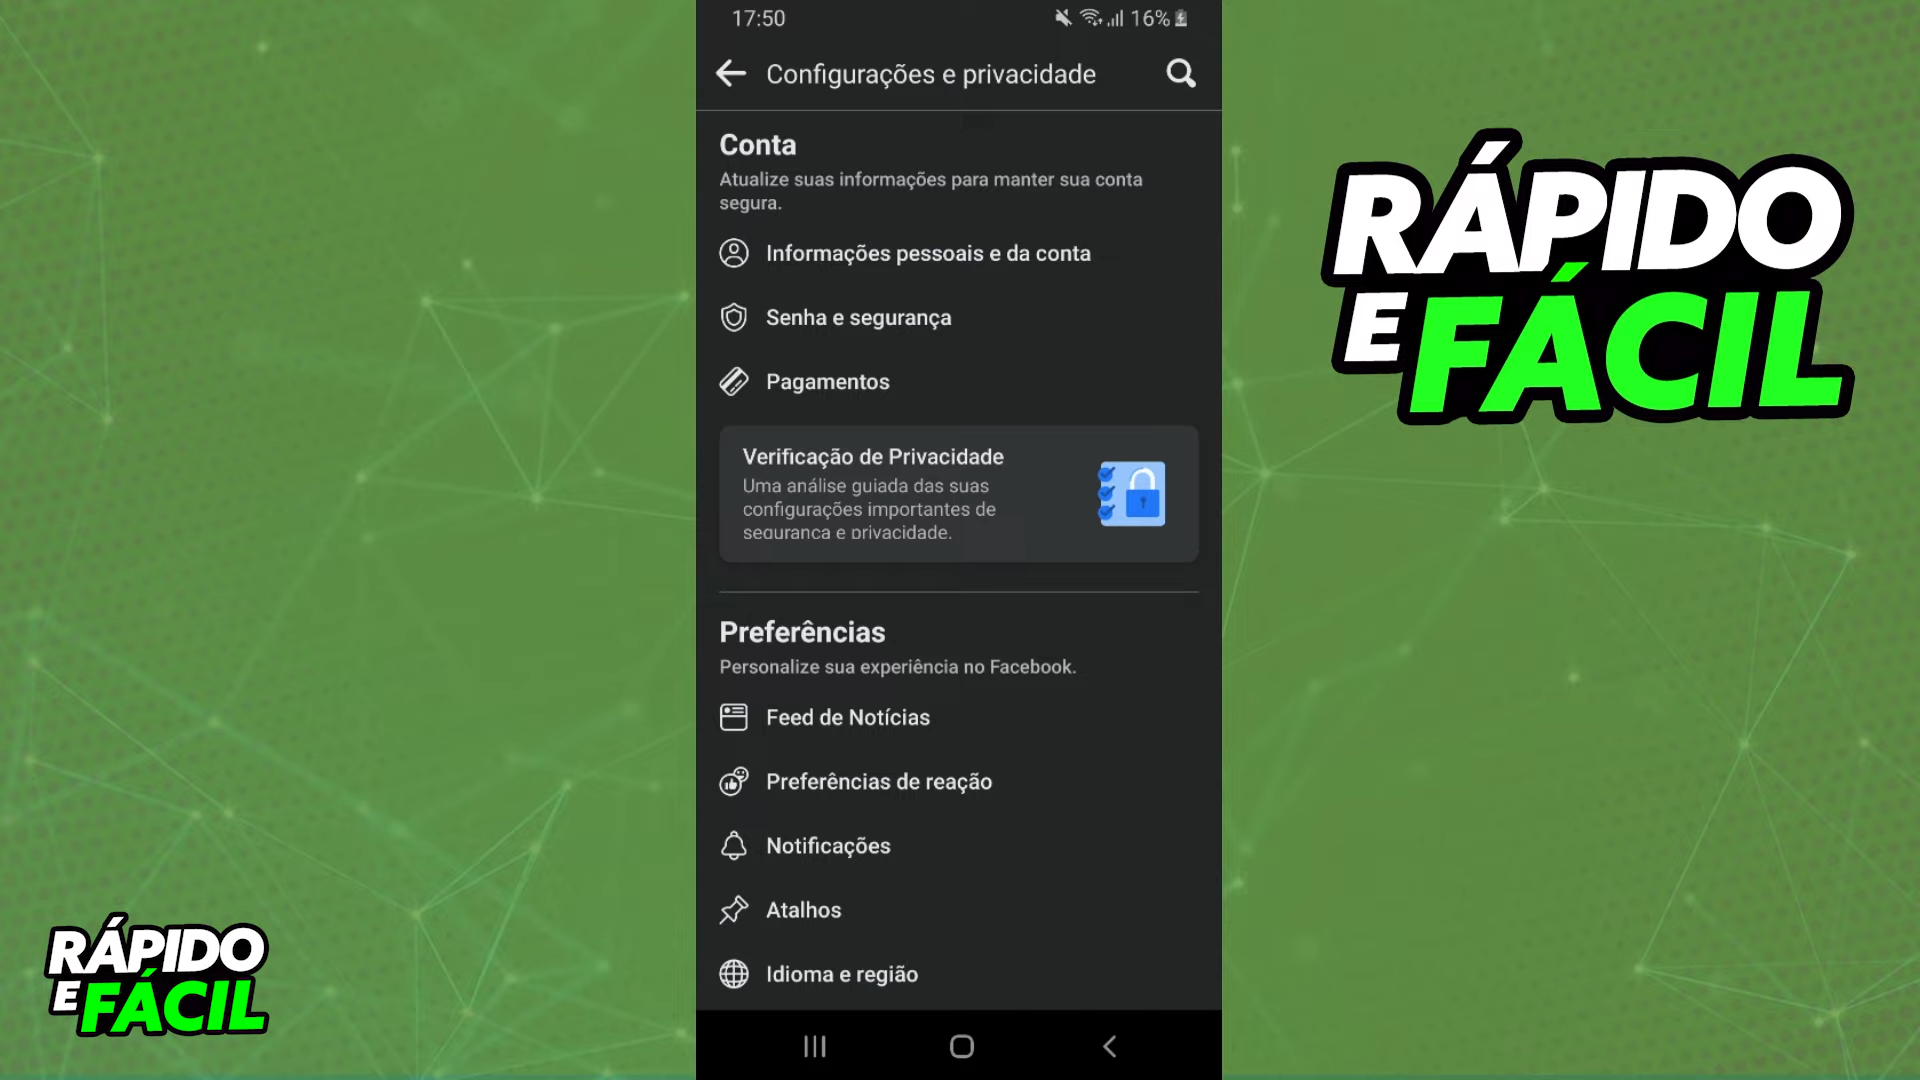 17:50
16%
Configurações e privacidade
Conta
Atualize suas informações para manter sua conta
segura.
Informações pessoais e da conta
Senha e segurança
Pagamentos
Verificação de Privacidade
Uma análise guiada das suas
configurações importantes de
segurança e privacidade.
Preferências
Personalize sua experiência no Facebook.
Feed de Notícias
Preferências de reação
Notificações
Atalhos
Idioma e região
RÁPIDO
E FÁCIL
RÁPIDO
E FÁCIL